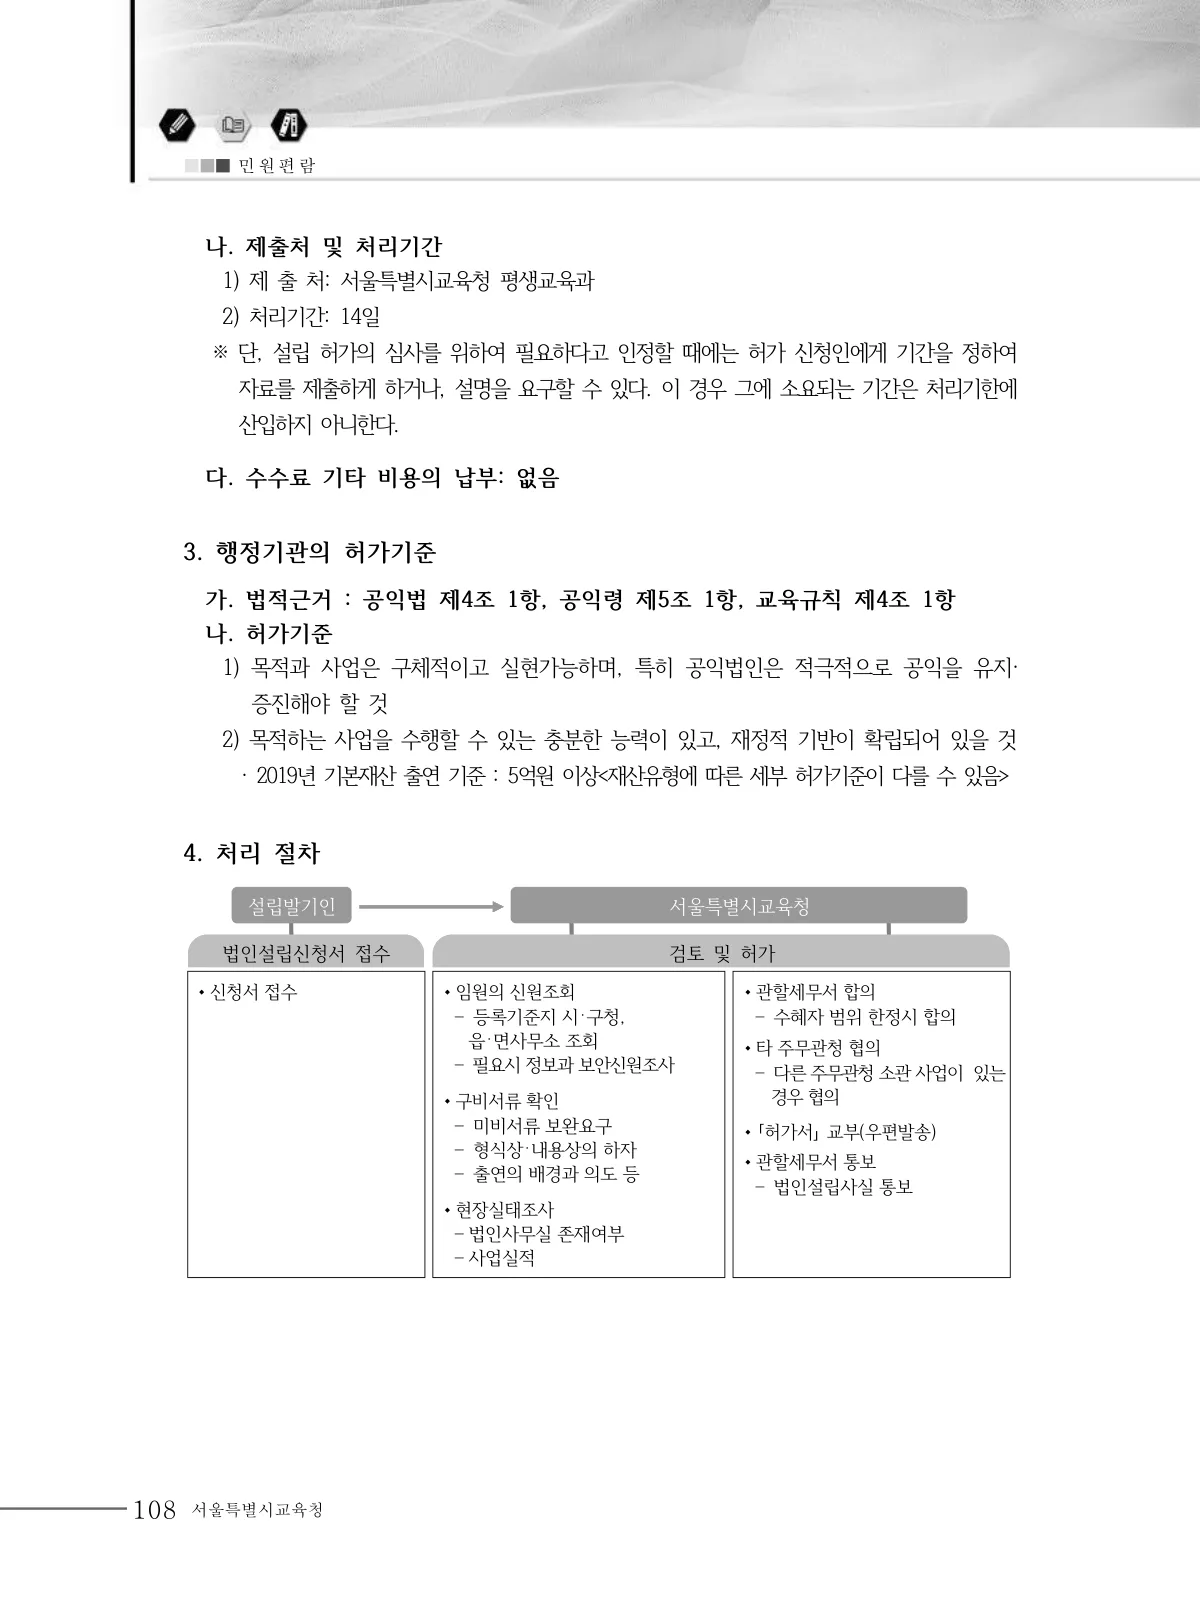 민원편람
나. 제출처 및 처리기간
1) 제 출 처: 서울특별시교육청 평생교육과
2) 처리기간: 14일
※ 단, 설립 허가의 심사를 위하여 필요하다고 인정할 때에는 허가 신청인에게 기간을 정하여
자료를 제출하게 하거나, 설명을 요구할 수 있다. 이 경우 그에 소요되는 기간은 처리기한에
산입하지 아니한다.
다. 수수료 기타 비용의 납부: 없음
3. 행정기관의 허가기준
가. 법적근거 : 공익법 제4조 1항, 공익령 제5조 1항, 교육규칙 제4조 1항
나. 허가기준
1) 목적과 사업은 구체적이고 실현가능하며, 특히 공익법인은 적극적으로 공익을 유지·
증진해야 할 것
2) 목적하는 사업을 수행할 수 있는 충분한 능력이 있고, 재정적 기반이 확립되어 있을 것
· 2019년 기본재산 출연 기준 : 5억원 이상<재산유형에 따른 세부 허가기준이 다를 수 있음>
4. 처리 절차
설립발기인
서울특별시교육청
법인설립신청서 접수
검토 및 허가
• 신청서 접수
• 임원의 신원조회
- 등록기준지 시·구청,
읍·면사무소 조회
- 필요시 정보과 보안신원조사
• 구비서류 확인
- 미비서류 보완요구
- 형식상·내용상의 하자
- 출연의 배경과 의도 등
• 현장실태조사
- 법인사무실 존재여부
- 사업실적
• 관할세무서 합의
- 수혜자 범위 한정시 합의
• 타 주무관청 협의
- 다른 주무관청 소관 사업이 있는
경우 협의
• 「허가서」 교부(우편발송)
• 관할세무서 통보
- 법인설립사실 통보
108 서울특별시교육청